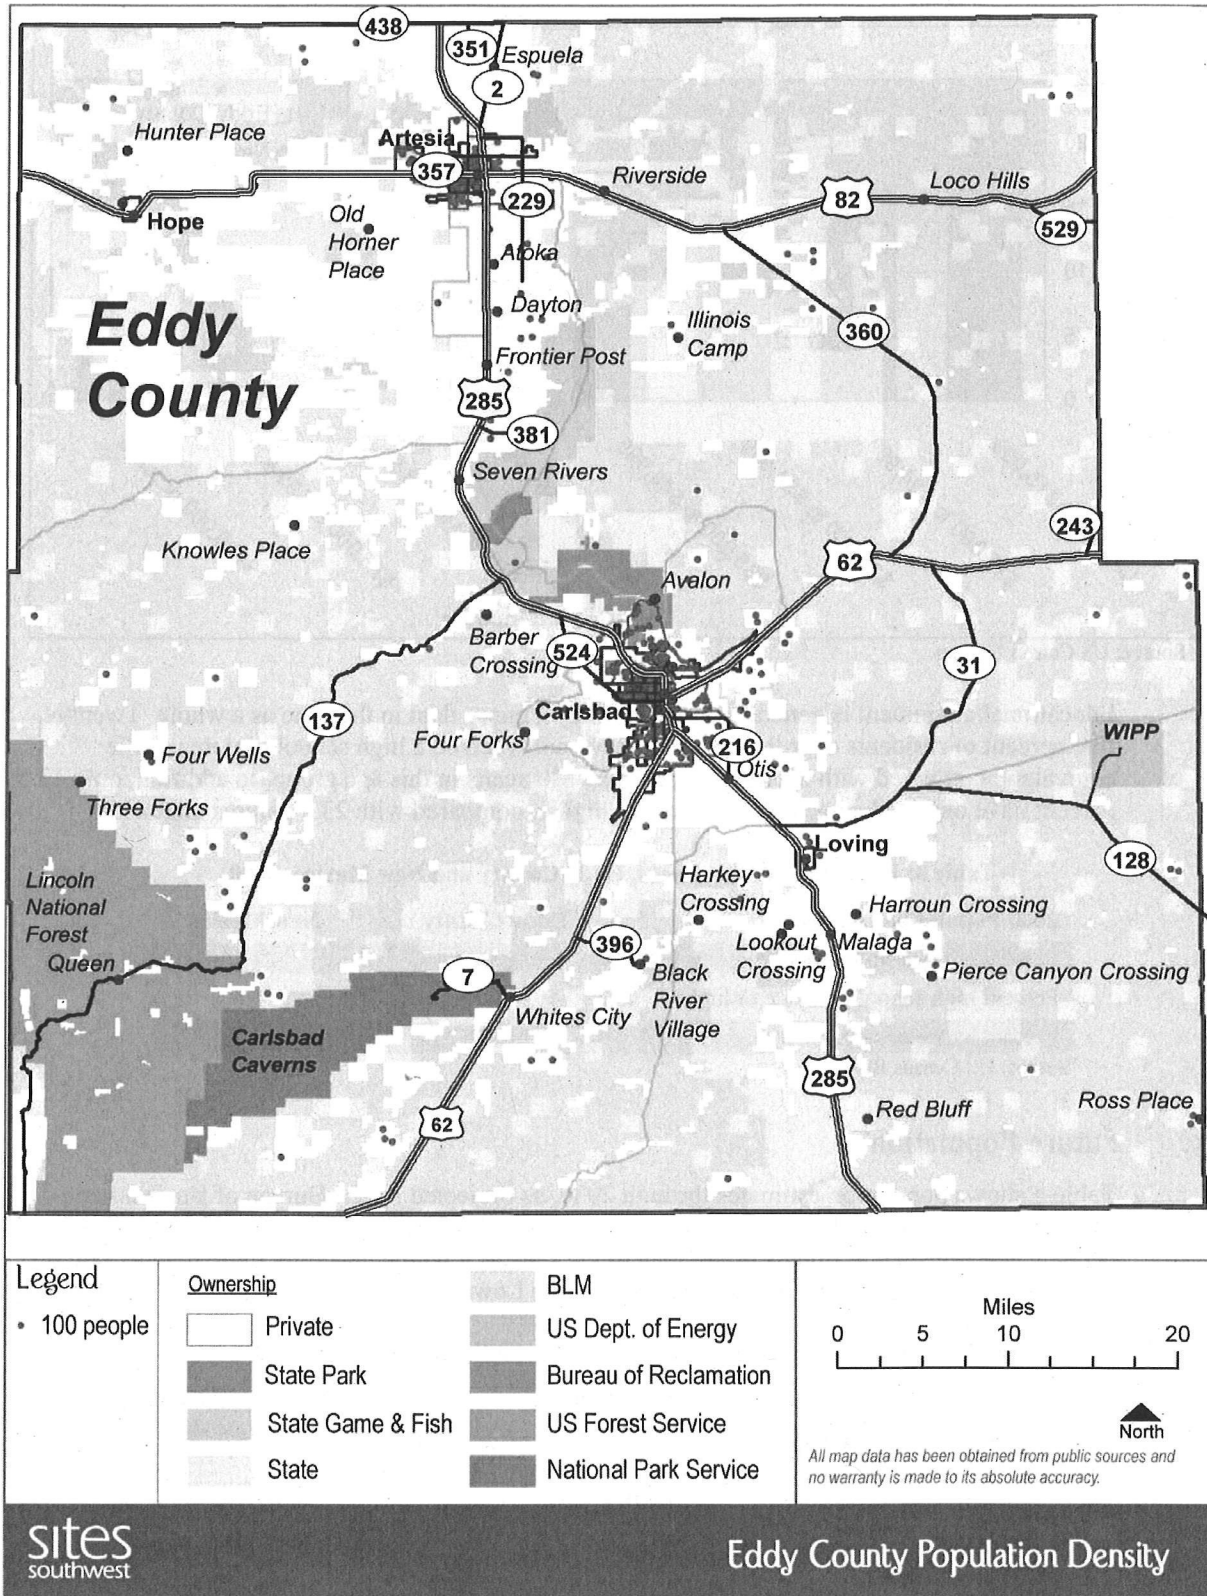 438
351
Espuela
2
Hunter Place
Artesia
357
Riverside
Loco Hills
82
229
529
Hope
Old
Horner
Place
Atoka
Eddy
County
Dayton
Illinois
Camp
360
Frontier Post
285
381
Seven Rivers
243
Knowles Place
62
Avalon
Barber
Crossing
524
31
137
Carlsbad
Four Forks
216
WIPP
Four Wells
Otis
Three Forks
Loving
128
Lincoln
National
Forest
Harkey
Crossing
Harroun Crossing
Queen
396
Lookout
Crossing
Malaga
7
Black
River
Village
Pierce Canyon Crossing
Whites City
Carlsbad
Caverns
285
62
Red Bluff
Ross Place
Legend
100 people
Ownership
Private
State Park
State Game & Fish
State
BLM
US Dept. of Energy
Bureau of Reclamation
US Forest Service
National Park Service
Miles
0 5 10 20
North
All map data has been obtained from public sources and
no warranty is made to its absolute accuracy.
sites
southwest
Eddy County Population Density